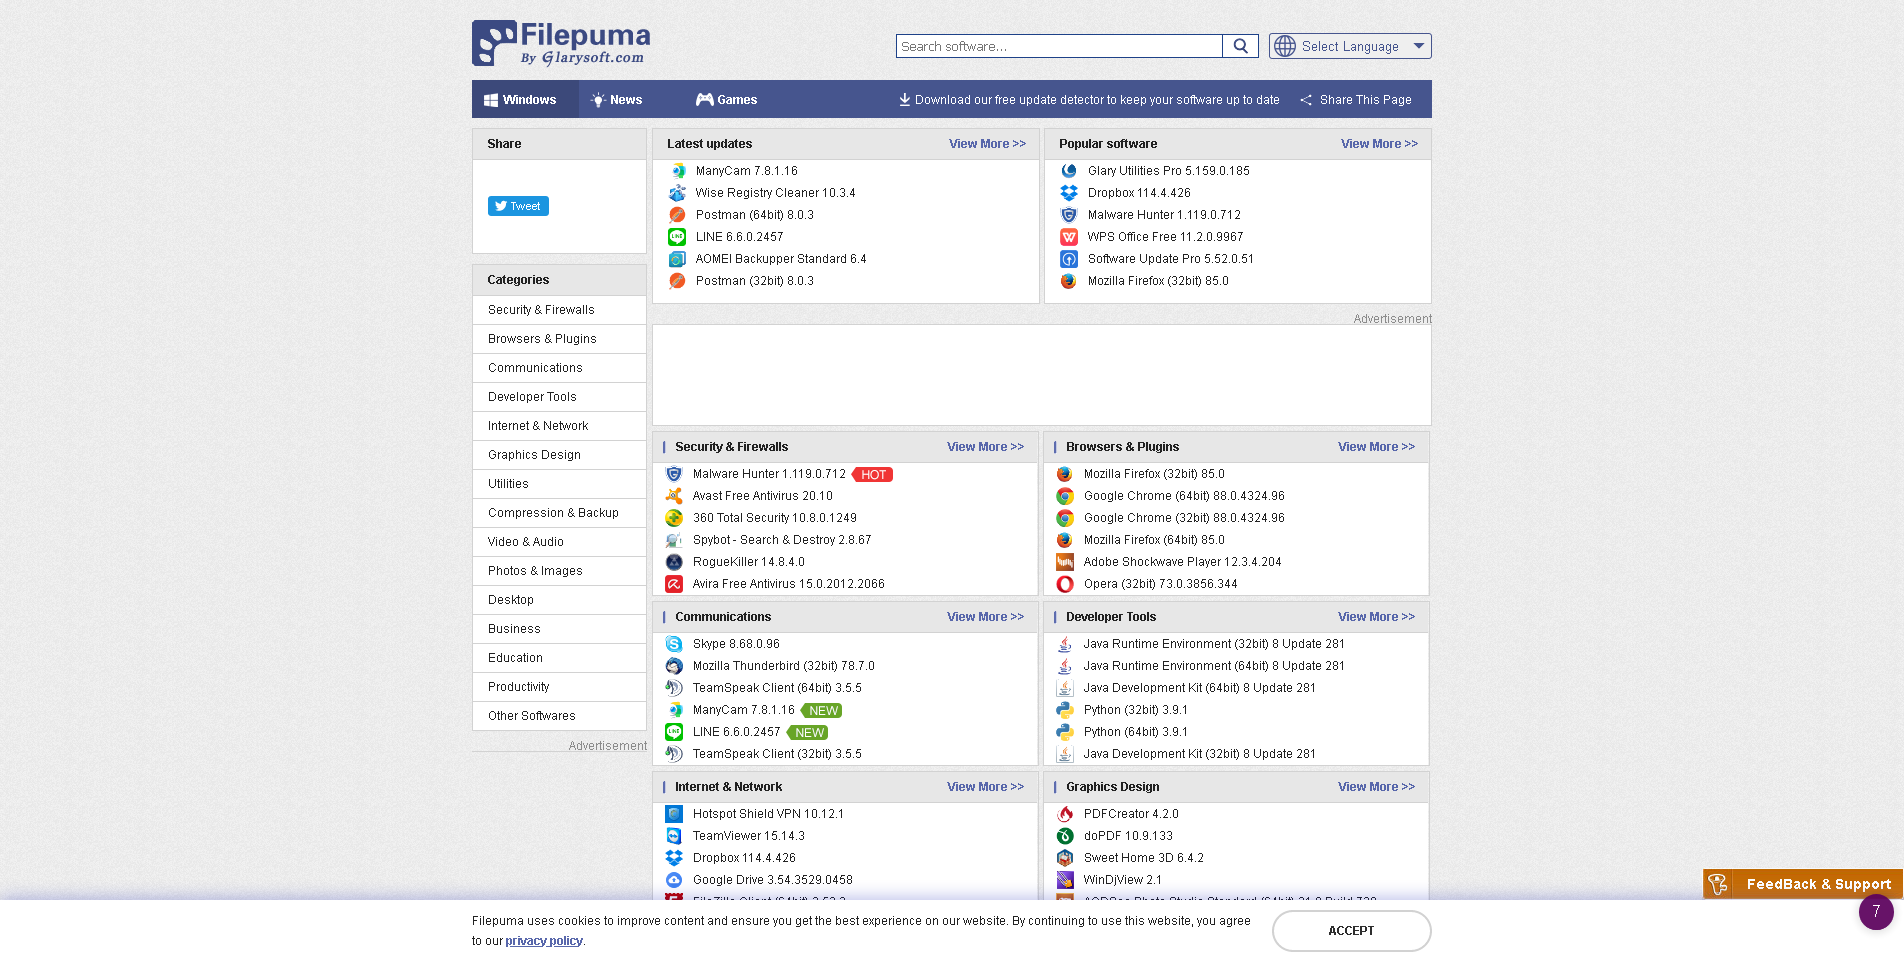 Filepuma
By Glarysoft.com
Search software...
Select Language
Windows
News
Games
Download our free update detector to keep your software up to date
Share This Page
Share
Tweet
Categories
Security & Firewalls
Browsers & Plugins
Communications
Developer Tools
Internet & Network
Graphics Design
Utilities
Compression & Backup
Video & Audio
Photos & Images
Desktop
Business
Education
Productivity
Other Softwares
Advertisement
Latest updates
View More >>
ManyCam 7.8.1.16
Wise Registry Cleaner 10.3.4
Postman (64bit) 8.0.3
LINE 6.6.0.2457
AOMEI Backupper Standard 6.4
Postman (32bit) 8.0.3
Popular software
View More >>
Glary Utilities Pro 5.159.0.185
Dropbox 114.4.426
Malware Hunter 1.119.0.712
WPS Office Free 11.2.0.9967
Software Update Pro 5.52.0.51
Mozilla Firefox (32bit) 85.0
Advertisement
Security & Firewalls
View More >>
Malware Hunter 1.119.0.712 HOT
Avast Free Antivirus 20.10
360 Total Security 10.8.0.1249
Spybot - Search & Destroy 2.8.67
RogueKiller 14.8.4.0
Avira Free Antivirus 15.0.2012.2066
Browsers & Plugins
View More >>
Mozilla Firefox (32bit) 85.0
Google Chrome (64bit) 88.0.4324.96
Google Chrome (32bit) 88.0.4324.96
Mozilla Firefox (64bit) 85.0
Adobe Shockwave Player 12.3.4.204
Opera (32bit) 73.0.3856.344
Communications
View More >>
Skype 8.68.0.96
Mozilla Thunderbird (32bit) 78.7.0
TeamSpeak Client (64bit) 3.5.5
ManyCam 7.8.1.16 NEW
LINE 6.6.0.2457 NEW
TeamSpeak Client (32bit) 3.5.5
Developer Tools
View More >>
Java Runtime Environment (32bit) 8 Update 281
Java Runtime Environment (64bit) 8 Update 281
Java Development Kit (64bit) 8 Update 281
Python (32bit) 3.9.1
Python (64bit) 3.9.1
Java Development Kit (32bit) 8 Update 281
Internet & Network
View More >>
Hotspot Shield VPN 10.12.1
TeamViewer 15.14.3
Dropbox 114.4.426
Google Drive 3.54.3529.0458
Graphics Design
View More >>
PDFCreator 4.2.0
doPDF 10.9.133
Sweet Home 3D 6.4.2
WinDjView 2.1
FeedBack & Support
7
Filepuma uses cookies to improve content and ensure you get the best experience on our website. By continuing to use this website, you agree
to our privacy policy.
ACCEPT